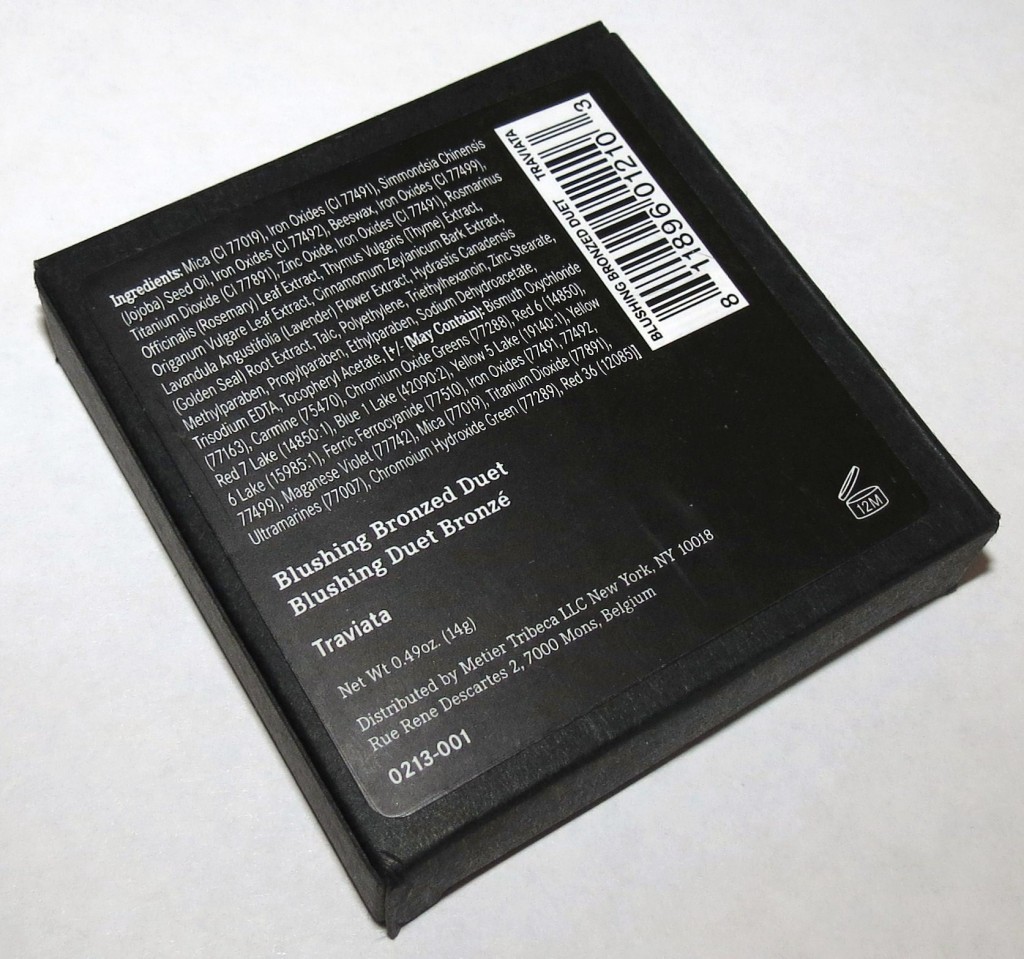 Ingredients: Mica (CI 77019), Iron Oxides (CI 77491), Simmondsia Chinensis
(Jojoba) Seed Oil, Iron Oxides (CI 77492), Beeswax, Iron Oxides (CI 77499),
Titanium Dioxide (CI 77891), Zinc Oxide, Iron Oxides (CI 77491), Rosmarinus
Officinalis (Rosemary) Leaf Extract, Thymus Vulgaris (Thyme) Extract,
Origanum Vulgare Leaf Extract, Cinnamomum Zeylanicum Bark Extract,
Lavandula Angustifolia (Lavender) Flower Extract, Hydrastis Canadensis
(Golden Seal) Root Extract, Talc, Polyethylene, Triethylhexanon, Zinc Stearate,
Methylparaben, Propylparaben, Ethylparaben, Sodium Dehydroacetate,
Trisodium EDTA, Tocopheryl Acetate, [+/- (May Contain): Bismuth Oxychloride
(77163), Carmine (75470), Chromium Oxide Greens (77288), Red 6 (14850),
Red 7 Lake (14850:1), Blue 1 Lake (42090:2), Yellow 5 Lake (19140:1), Yellow
6 Lake (15985:1), Ferric Ferrocyanide (77510), Iron Oxides (77491, 77492,
77499), Maganese Violet (77742), Mica (77019), Titanium Dioxide (77891),
Ultramarines (77007), Chromoium Hydroxide Green (77289), Red 36 (12085)]
Blushing Bronzed Duet
Blushing Duet Bronzé
Traviata
Net Wt 0.49oz. (14g)
Distributed by Metier Tribeca LLC New York, NY 10018
Rue Rene Descartes 2, 7000 Mons, Belgium
0213-001
BLUSHING BRONZED DUET TRAVIATA
8 11896 01210 3
12M